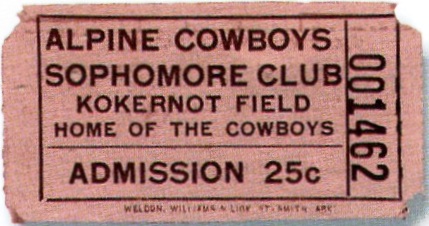 ALPINE COWBOYS
SOPHOMORE CLUB
KOKERNOT FIELD
HOME OF THE COWBOYS
ADMISSION 25c
001462
WELDON, WILLIAMS & LICK, FT. SMITH, ARK.